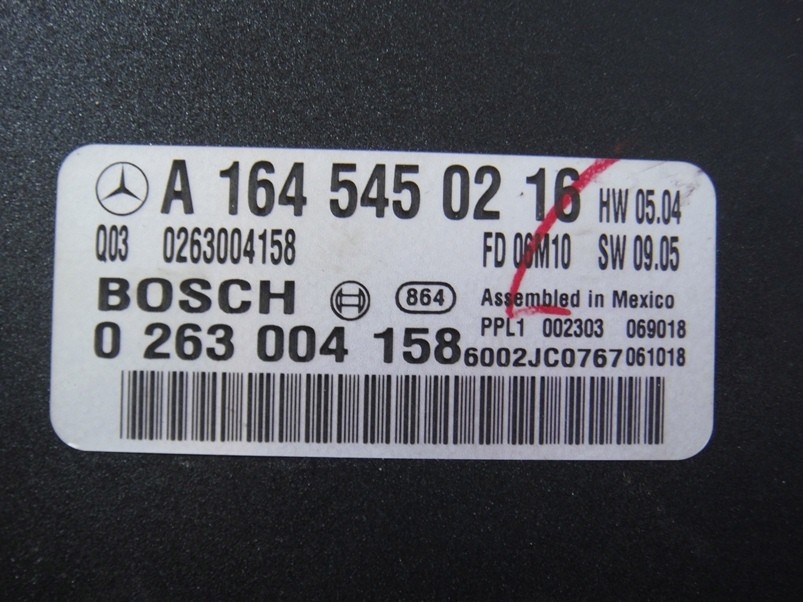 A 164 545 02 16 HW 05.04
Q03 0263004158 FD 06M10 SW 09.05
BOSCH 864 Assembled in Mexico
PPL1 002303 069018
0 263 004 158 6002JC0767 061018